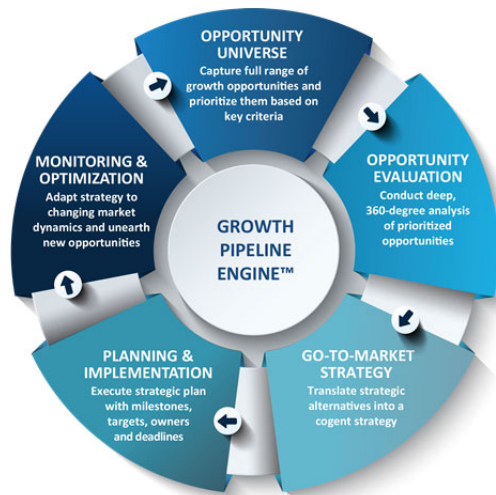 OPPORTUNITY
UNIVERSE
Capture full range of
growth opportunities and
prioritize them based on
key criteria
OPPORTUNITY
EVALUATION
Conduct deep,
360-degree analysis
of prioritized
opportunities
GO-TO-MARKET
STRATEGY
Translate strategic
alternatives into a
cogent strategy
PLANNING &
IMPLEMENTATION
Execute strategic plan
with milestones,
targets, owners
and deadlines
MONITORING &
OPTIMIZATION
Adapt strategy to
changing market
dynamics and unearth
new opportunities
GROWTH
PIPELINE
ENGINE™